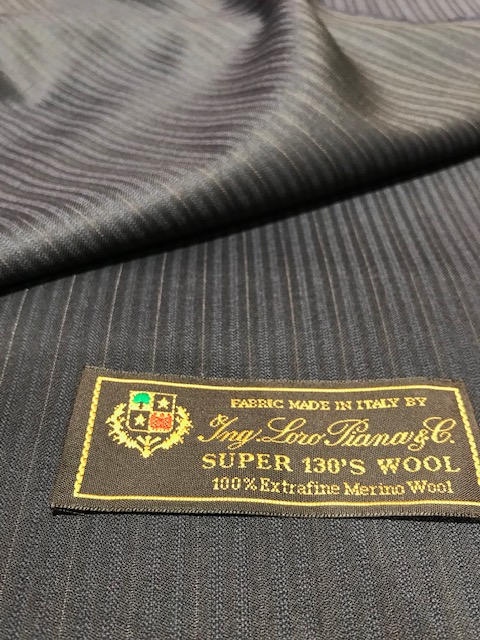 FABRIC MADE IN ITALY BY
Ing. Loro Piana & C.
SUPER 130'S WOOL
100% Extrafine Merino Wool